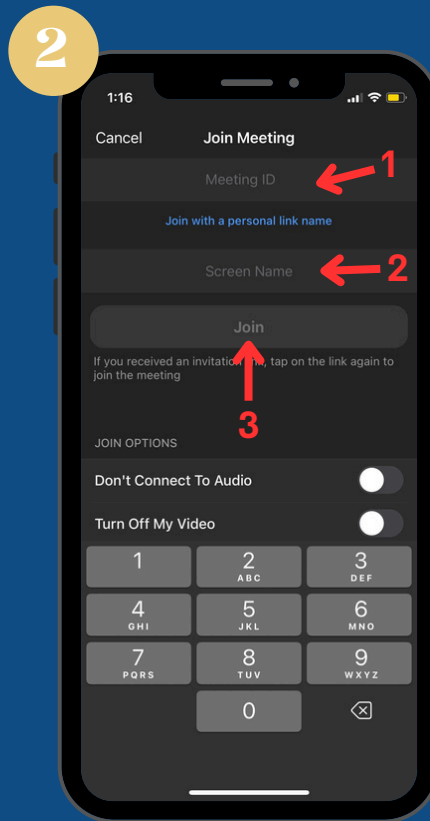 2
1:16
Cancel Join Meeting
Meeting ID
1
Join with a personal link name
Screen Name
2
Join
If you received an invitation link, tap on the link again to
join the meeting
3
JOIN OPTIONS
Don't Connect To Audio
Turn Off My Video
1 2 3
ABC DEF
4 5 6
GHI JKL MNO
7 8 9
PQRS TUV WXYZ
0